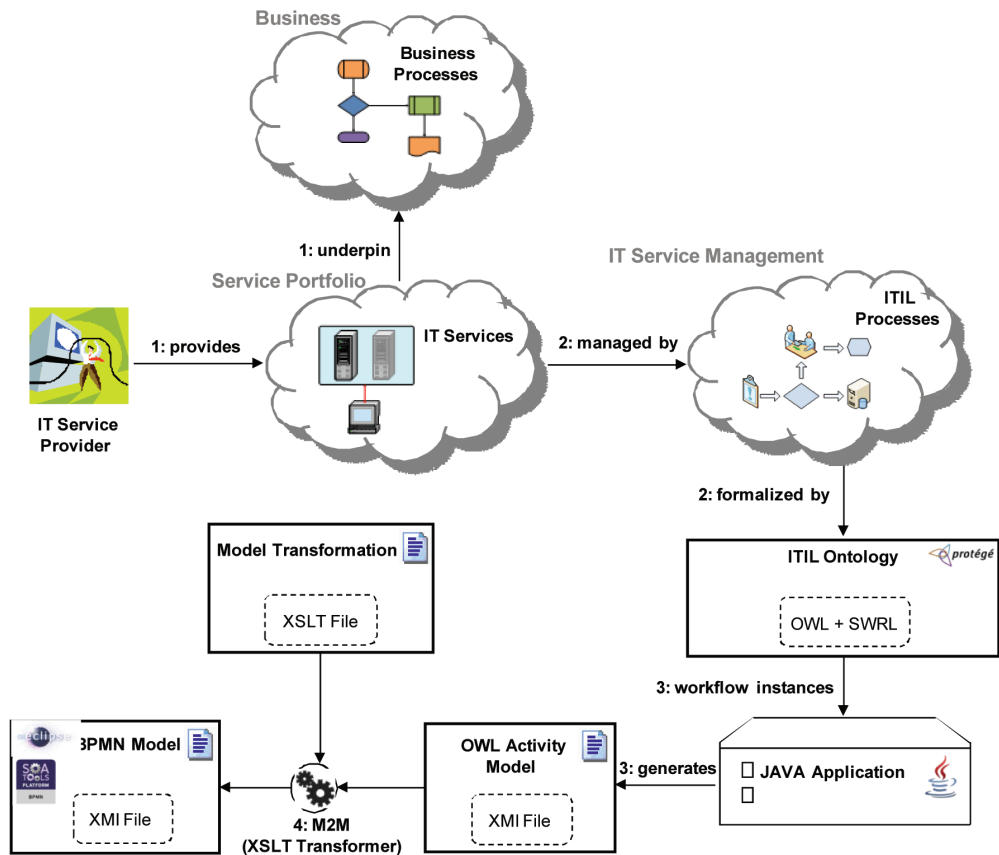 Business
Business
Processes
1: underpin
Service Portfolio
IT Service Management
IT Services
ITIL
Processes
1: provides
2: managed by
IT Service
Provider
2: formalized by
Model Transformation
XSLT File
ITIL Ontology
protégé
OWL + SWRL
3: workflow instances
eclipse
BPMN Model
SOA
TOOLS
PLATFORM
BPMN
XMI File
4: M2M
(XSLT Transformer)
OWL Activity
Model
XMI File
3: generates
JAVA Application
Java